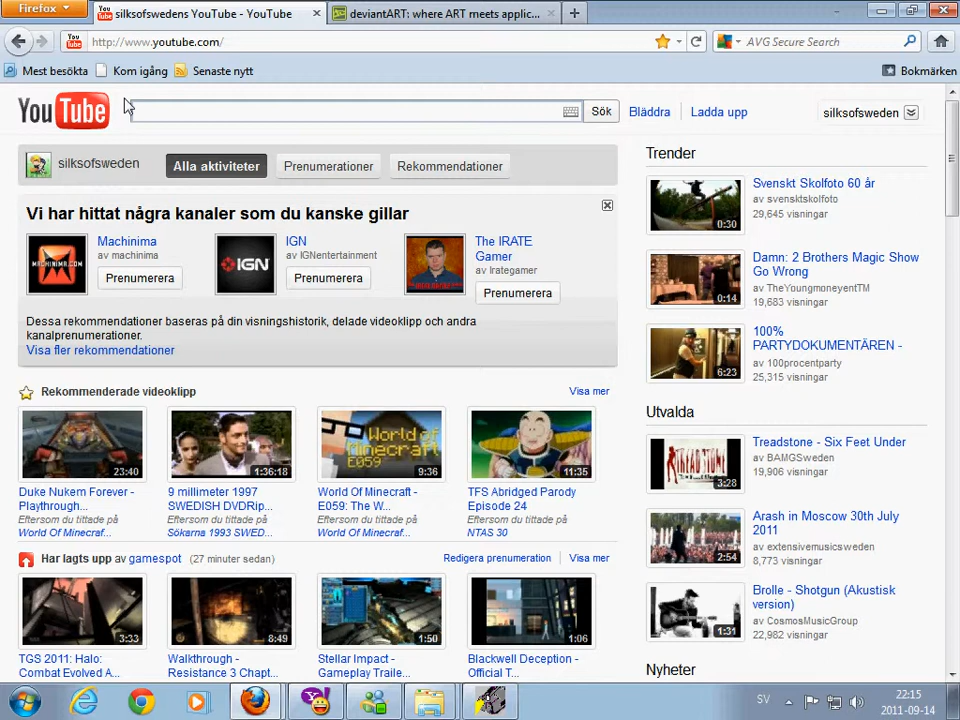 Firefox
silksofswedens YouTube - YouTube
deviantART: where ART meets applic...
http://www.youtube.com/
AVG Secure Search
Mest besökta
Kom igång
Senaste nytt
Bokmärken
YouTube
Sök
Bläddra
Ladda upp
silksofsweden
silksofsweden
Alla aktiviteter
Prenumerationer
Rekommendationer
Vi har hittat några kanaler som du kanske gillar
MACHINIMA.COM
Machinima
av machinima
Prenumerera
IGN
IGN
av IGNentertainment
Prenumerera
The IRATE
Gamer
av Irategamer
Prenumerera
Dessa rekommendationer baseras på din visningshistorik, delade videoklipp och andra
kanalprenumerationer.
Visa fler rekommendationer
Rekommenderade videoklipp
Visa mer
23:40
Duke Nukem Forever -
Playthrough...
Eftersom du tittade på
World Of Minecraf...
1:36:18
9 millimeter 1997
SWEDISH DVDRip...
Eftersom du tittade på
Sökarna 1993 SWED...
World of
Minecraft
E059
9:36
World Of Minecraft -
E059: The W...
Eftersom du tittade på
World Of Minecraf...
11:35
TFS Abridged Parody
Episode 24
Eftersom du tittade på
NTAS 30
Har lagts upp av gamespot (27 minuter sedan)
Redigera prenumeration
Visa mer
3:33
TGS 2011: Halo:
Combat Evolved A...
8:49
Walkthrough -
Resistance 3 Chapt...
1:50
Stellar Impact -
Gameplay Traile...
1:06
Blackwell Deception -
Official T...
Trender
0:30
Svenskt Skolfoto 60 år
av svensktskolfoto
29,645 visningar
0:14
Damn: 2 Brothers Magic Show
Go Wrong
av TheYoungmoneyentTM
19,683 visningar
6:23
100%
PARTYDOKUMENTÄREN -
av 100procentparty
25,315 visningar
Utvalda
TREADSTONE
3:28
Treadstone - Six Feet Under
av BAMGSweden
19,906 visningar
2:54
Arash in Moscow 30th July
2011
av extensivemusicsweden
8,773 visningar
1:31
Brolle - Shotgun (Akustisk
version)
av CosmosMusicGroup
22,982 visningar
Nyheter
SV
22:15
2011-09-14